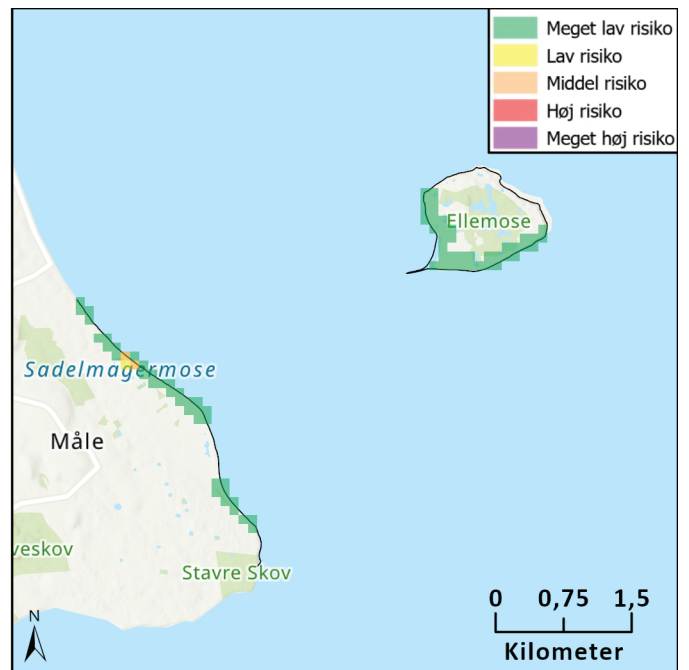 Meget lav risiko
Lav risiko
Middel risiko
Høj risiko
Meget høj risiko
Ellemose
Sadelmagermose
Måle
veskov
Stavre Skov
0 0,75 1,5
Kilometer
N